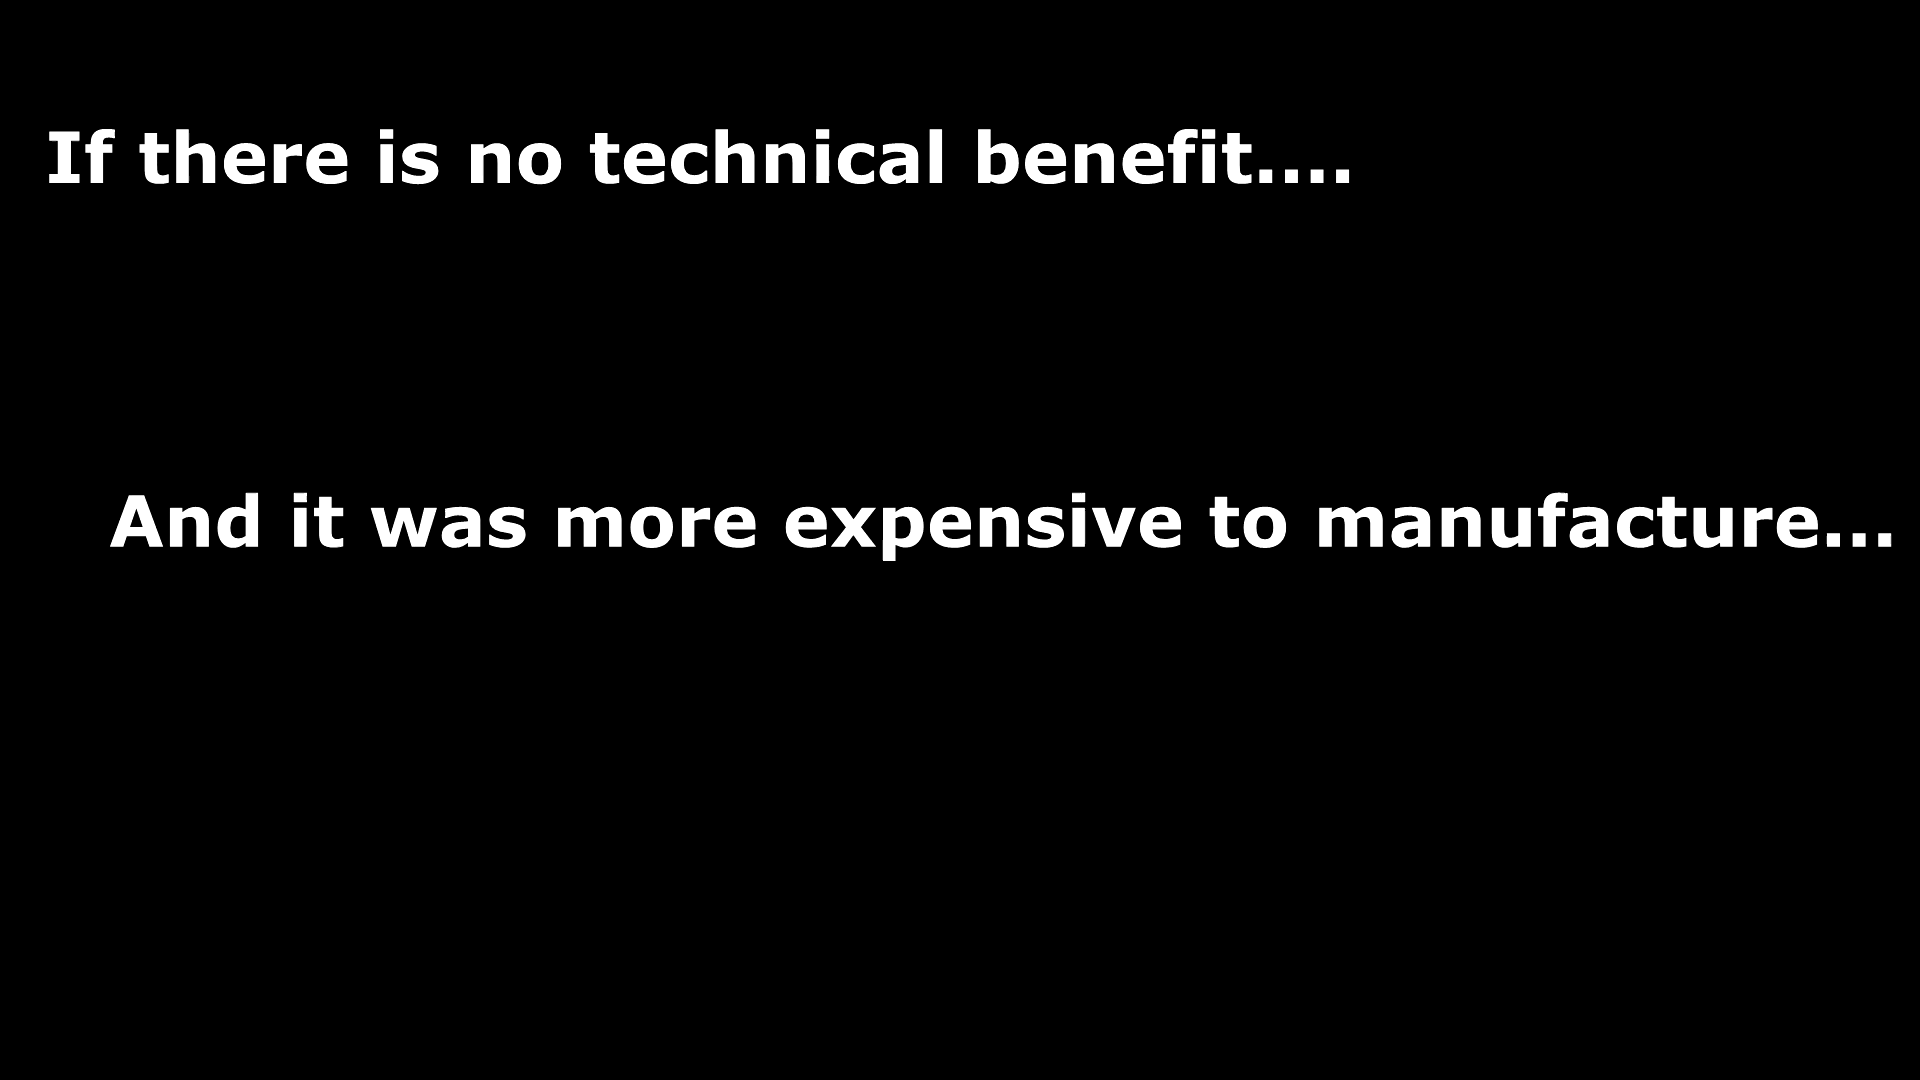 If there is no technical benefit....
And it was more expensive to manufacture...